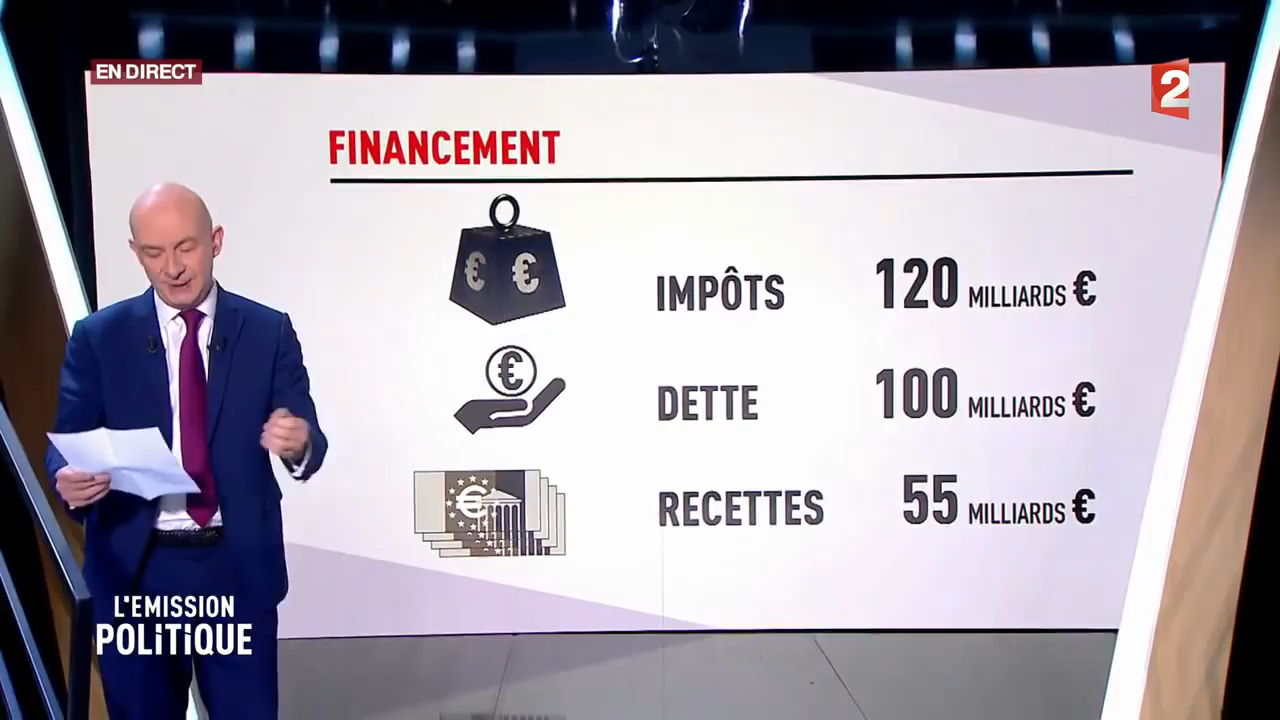 EN DIRECT
2
FINANCEMENT
€ €
IMPÔTS 120 MILLIARDS €
€
DETTE 100 MILLIARDS €
€
RECETTES 55 MILLIARDS €
L'EMISSION
POLITIQUE